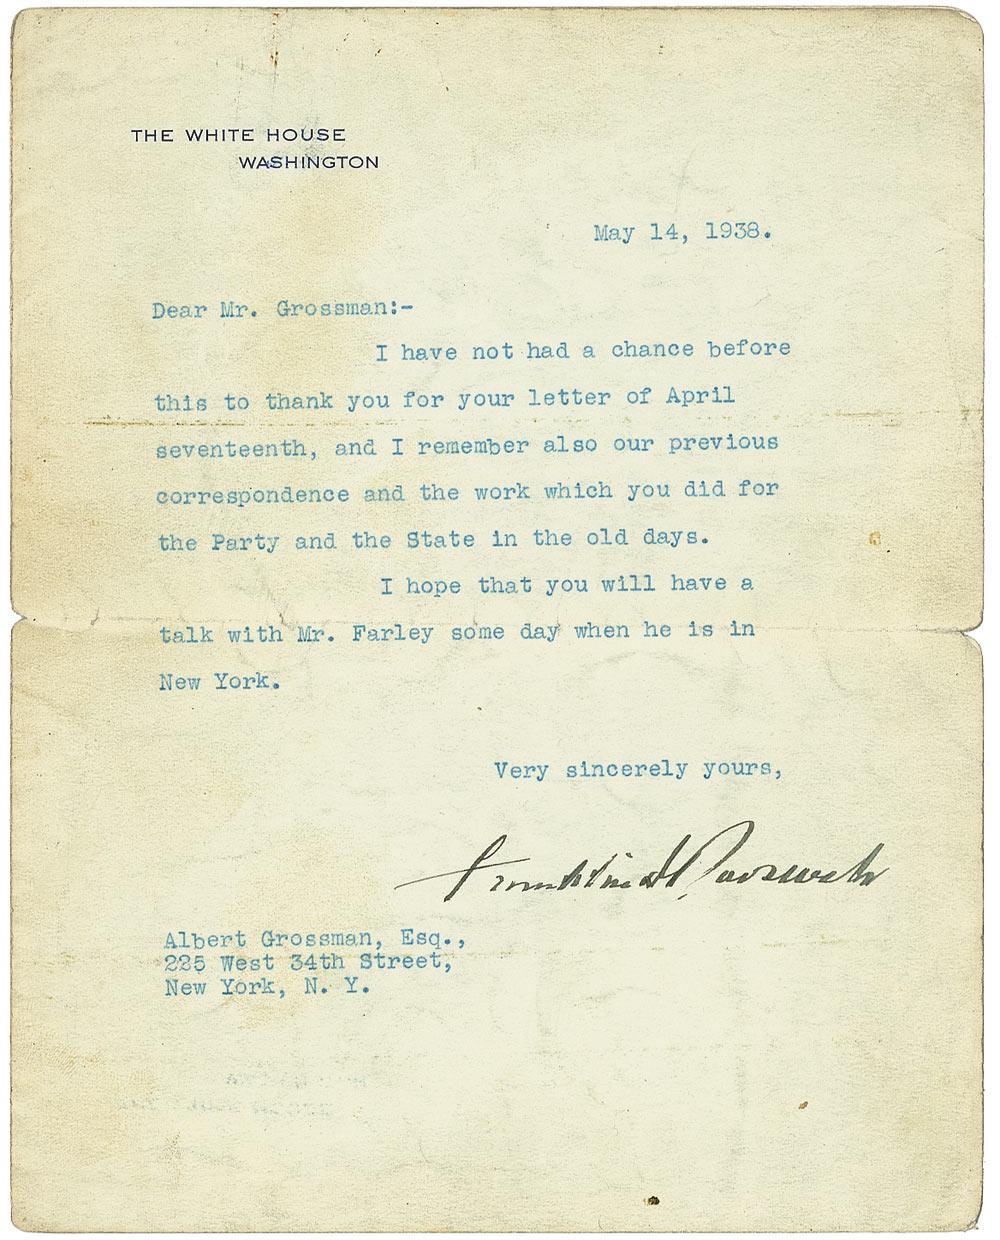 THE WHITE HOUSE
WASHINGTON
May 14, 1938.
Dear Mr. Grossman:-
I have not had a chance before
this to thank you for your letter of April
seventeenth, and I remember also our previous
correspondence and the work which you did for
the Party and the State in the old days.
I hope that you will have a
talk with Mr. Farley some day when he is in
New York.
Very sincerely yours,
Franklin D Roosevelt
Albert Grossman, Esq.,
225 West 34th Street,
New York, N. Y.